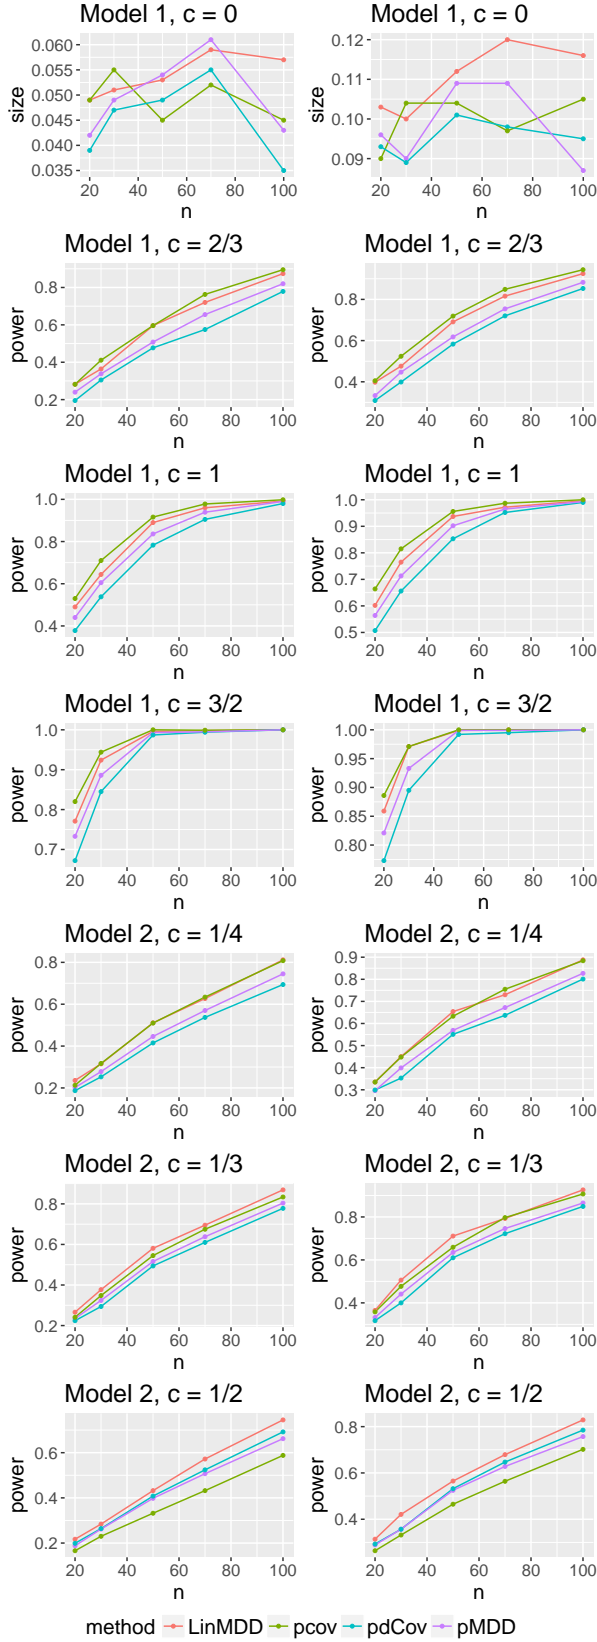 Model 1, c = 0
Model 1, c = 0
0.060
0.055
0.050
0.045
0.040
0.035
size
20 40 60 80 100
n
0.12
0.11
0.10
0.09
size
20 40 60 80 100
n
Model 1, c = 2/3
Model 1, c = 2/3
0.8
0.6
0.4
0.2
power
20 40 60 80 100
n
0.8
0.6
0.4
power
20 40 60 80 100
n
Model 1, c = 1
Model 1, c = 1
1.0
0.8
0.6
0.4
power
20 40 60 80 100
n
1.0
0.9
0.8
0.7
0.6
0.5
power
20 40 60 80 100
n
Model 1, c = 3/2
Model 1, c = 3/2
1.0
0.9
0.8
0.7
power
20 40 60 80 100
n
1.00
0.95
0.90
0.85
0.80
power
20 40 60 80 100
n
Model 2, c = 1/4
Model 2, c = 1/4
0.8
0.6
0.4
0.2
power
20 40 60 80 100
n
0.9
0.8
0.7
0.6
0.5
0.4
0.3
power
20 40 60 80 100
n
Model 2, c = 1/3
Model 2, c = 1/3
0.8
0.6
0.4
0.2
power
20 40 60 80 100
n
0.8
0.6
0.4
power
20 40 60 80 100
n
Model 2, c = 1/2
Model 2, c = 1/2
0.6
0.4
0.2
power
20 40 60 80 100
n
0.8
0.6
0.4
power
20 40 60 80 100
n
method LinMDD pcov pdCov pMDD